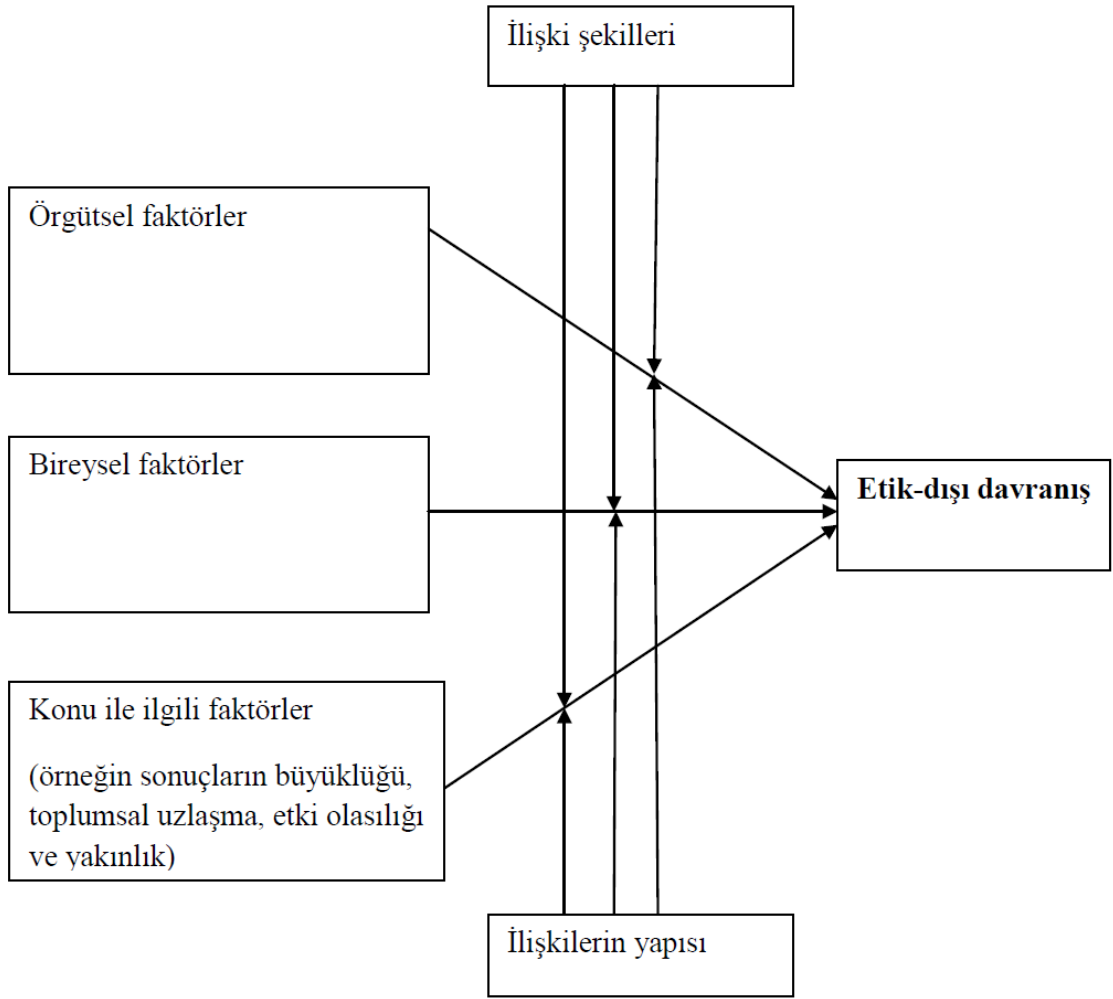 İlişki şekilleri
Örgütsel faktörler
Bireysel faktörler
Etik-dışı davranış
Konu ile ilgili faktörler
(örneğin sonuçların büyüklüğü,
toplumsal uzlaşma, etki olasılığı
ve yakınlık)
İlişkilerin yapısı